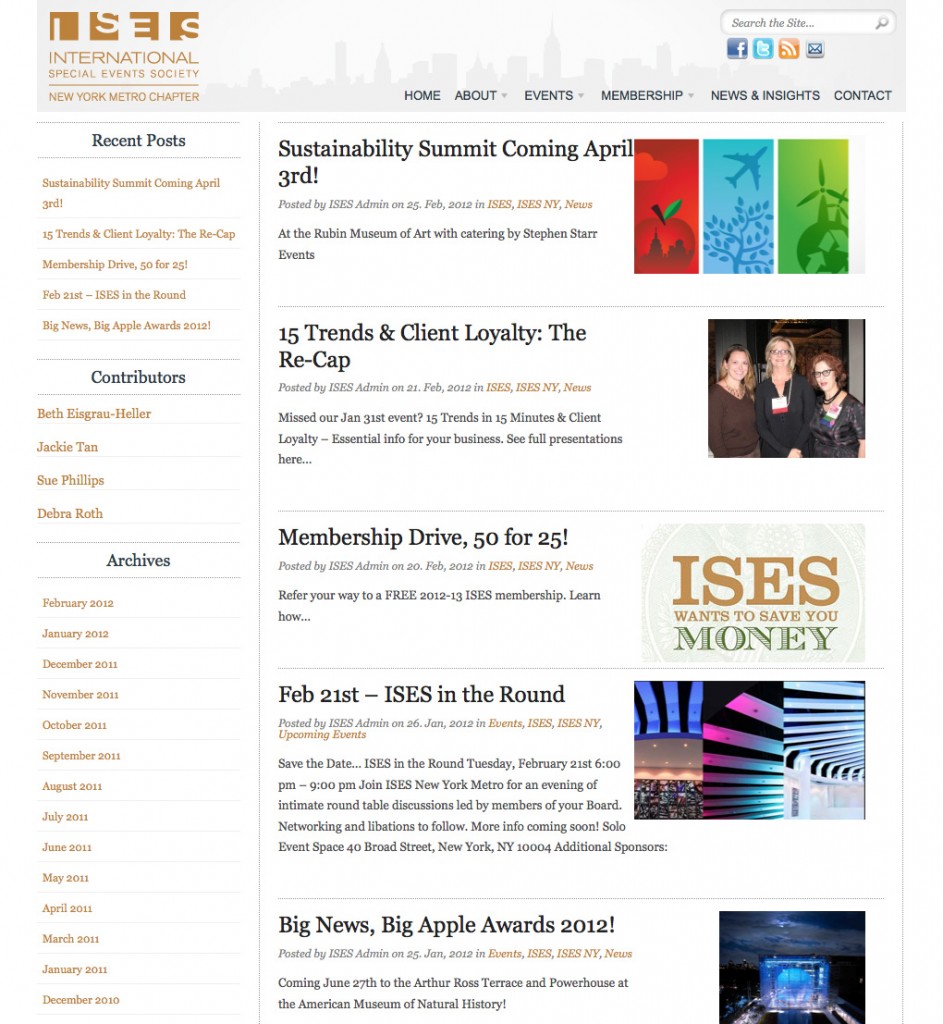 ISES
INTERNATIONAL
SPECIAL EVENTS SOCIETY
NEW YORK METRO CHAPTER
Search the Site...
HOME ABOUT EVENTS MEMBERSHIP NEWS & INSIGHTS CONTACT
Recent Posts
Sustainability Summit Coming April
3rd!
15 Trends & Client Loyalty: The Re-Cap
Membership Drive, 50 for 25!
Feb 21st – ISES in the Round
Big News, Big Apple Awards 2012!
Contributors
Beth Eisgrau-Heller
Jackie Tan
Sue Phillips
Debra Roth
Archives
February 2012
January 2012
December 2011
November 2011
October 2011
September 2011
August 2011
July 2011
June 2011
May 2011
April 2011
March 2011
January 2011
December 2010
Sustainability Summit Coming April
3rd!
Posted by ISES Admin on 25. Feb, 2012 in ISES, ISES NY, News
At the Rubin Museum of Art with catering by Stephen Starr
Events
15 Trends & Client Loyalty: The
Re-Cap
Posted by ISES Admin on 21. Feb, 2012 in ISES, ISES NY, News
Missed our Jan 31st event? 15 Trends in 15 Minutes & Client
Loyalty – Essential info for your business. See full presentations
here...
Membership Drive, 50 for 25!
Posted by ISES Admin on 20. Feb, 2012 in ISES, ISES NY, News
Refer your way to a FREE 2012-13 ISES membership. Learn
how...
ISES
WANTS TO SAVE YOU
MONEY
Feb 21st – ISES in the Round
Posted by ISES Admin on 26. Jan, 2012 in Events, ISES, ISES NY,
Upcoming Events
Save the Date... ISES in the Round Tuesday, February 21st 6:00
pm – 9:00 pm Join ISES New York Metro for an evening of
intimate round table discussions led by members of your Board.
Networking and libations to follow. More info coming soon! Solo
Event Space 40 Broad Street, New York, NY 10004 Additional Sponsors:
Big News, Big Apple Awards 2012!
Posted by ISES Admin on 25. Jan, 2012 in Events, ISES, ISES NY, News
Coming June 27th to the Arthur Ross Terrace and Powerhouse at
the American Museum of Natural History!